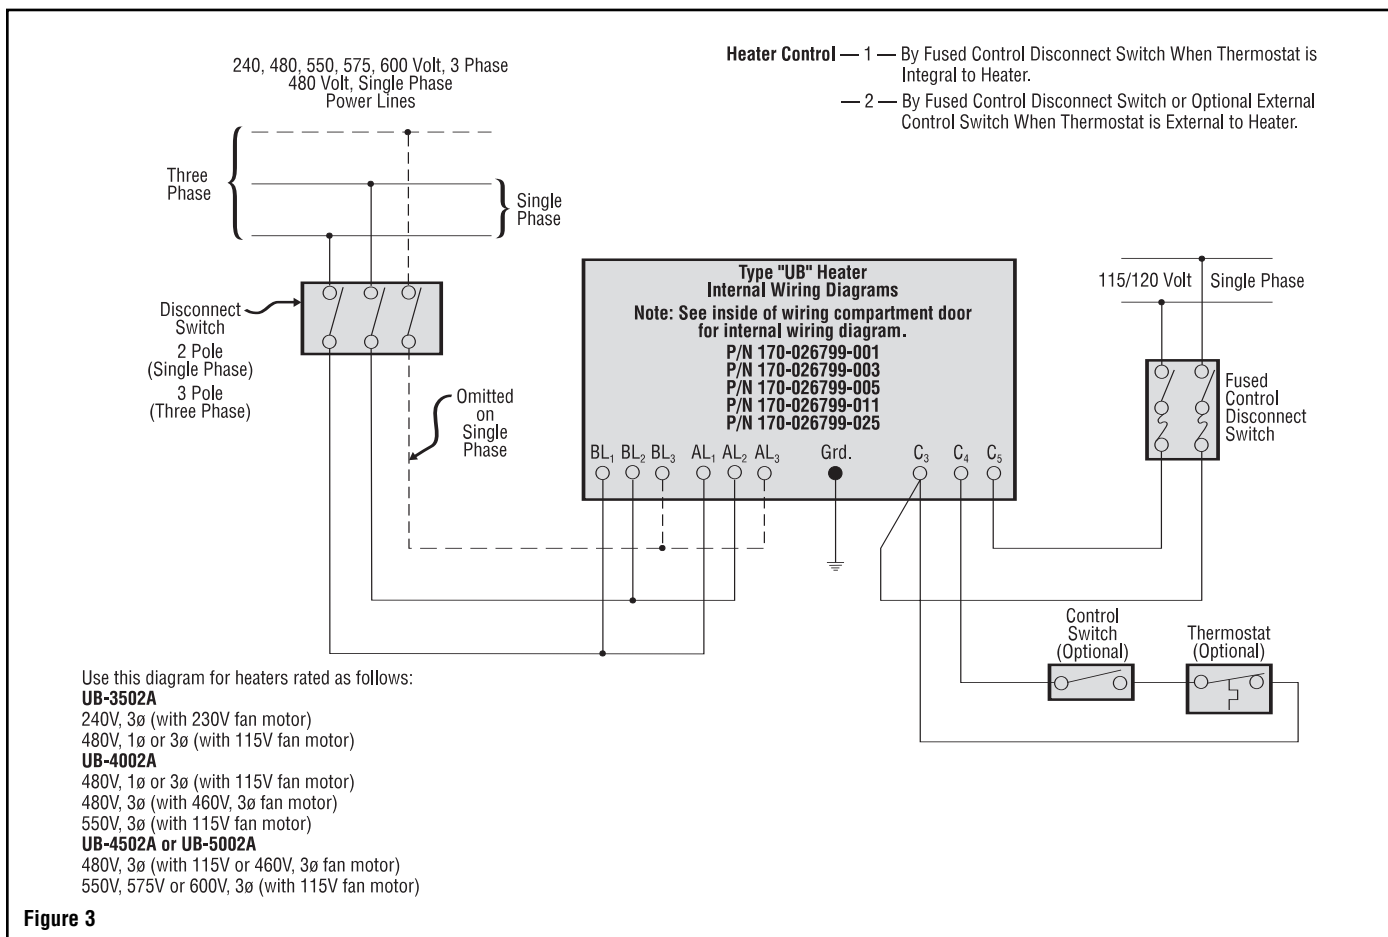 240, 480, 550, 575, 600 Volt, 3 Phase
480 Volt, Single Phase
Power Lines
Heater Control — 1 — By Fused Control Disconnect Switch When Thermostat is
Integral to Heater.
— 2 — By Fused Control Disconnect Switch or Optional External
Control Switch When Thermostat is External to Heater.
Three
Phase
Single
Phase
Disconnect
Switch
2 Pole
(Single Phase)
3 Pole
(Three Phase)
Omitted
on
Single
Phase
Type "UB" Heater
Internal Wiring Diagrams
Note: See inside of wiring compartment door
for internal wiring diagram.
P/N 170-026799-001
P/N 170-026799-003
P/N 170-026799-005
P/N 170-026799-011
P/N 170-026799-025
BL₁ BL₂ BL₃ AL₁ AL₂ AL₃ Grd. C₃ C₄ C₅
115/120 Volt Single Phase
Fused
Control
Disconnect
Switch
Control
Switch
(Optional)
Thermostat
(Optional)
Use this diagram for heaters rated as follows:
UB-3502A
240V, 3ø (with 230V fan motor)
480V, 1ø or 3ø (with 115V fan motor)
UB-4002A
480V, 1ø or 3ø (with 115V fan motor)
480V, 3ø (with 460V, 3ø fan motor)
550V, 3ø (with 115V fan motor)
UB-4502A or UB-5002A
480V, 3ø (with 115V or 460V, 3ø fan motor)
550V, 575V or 600V, 3ø (with 115V fan motor)
Figure 3